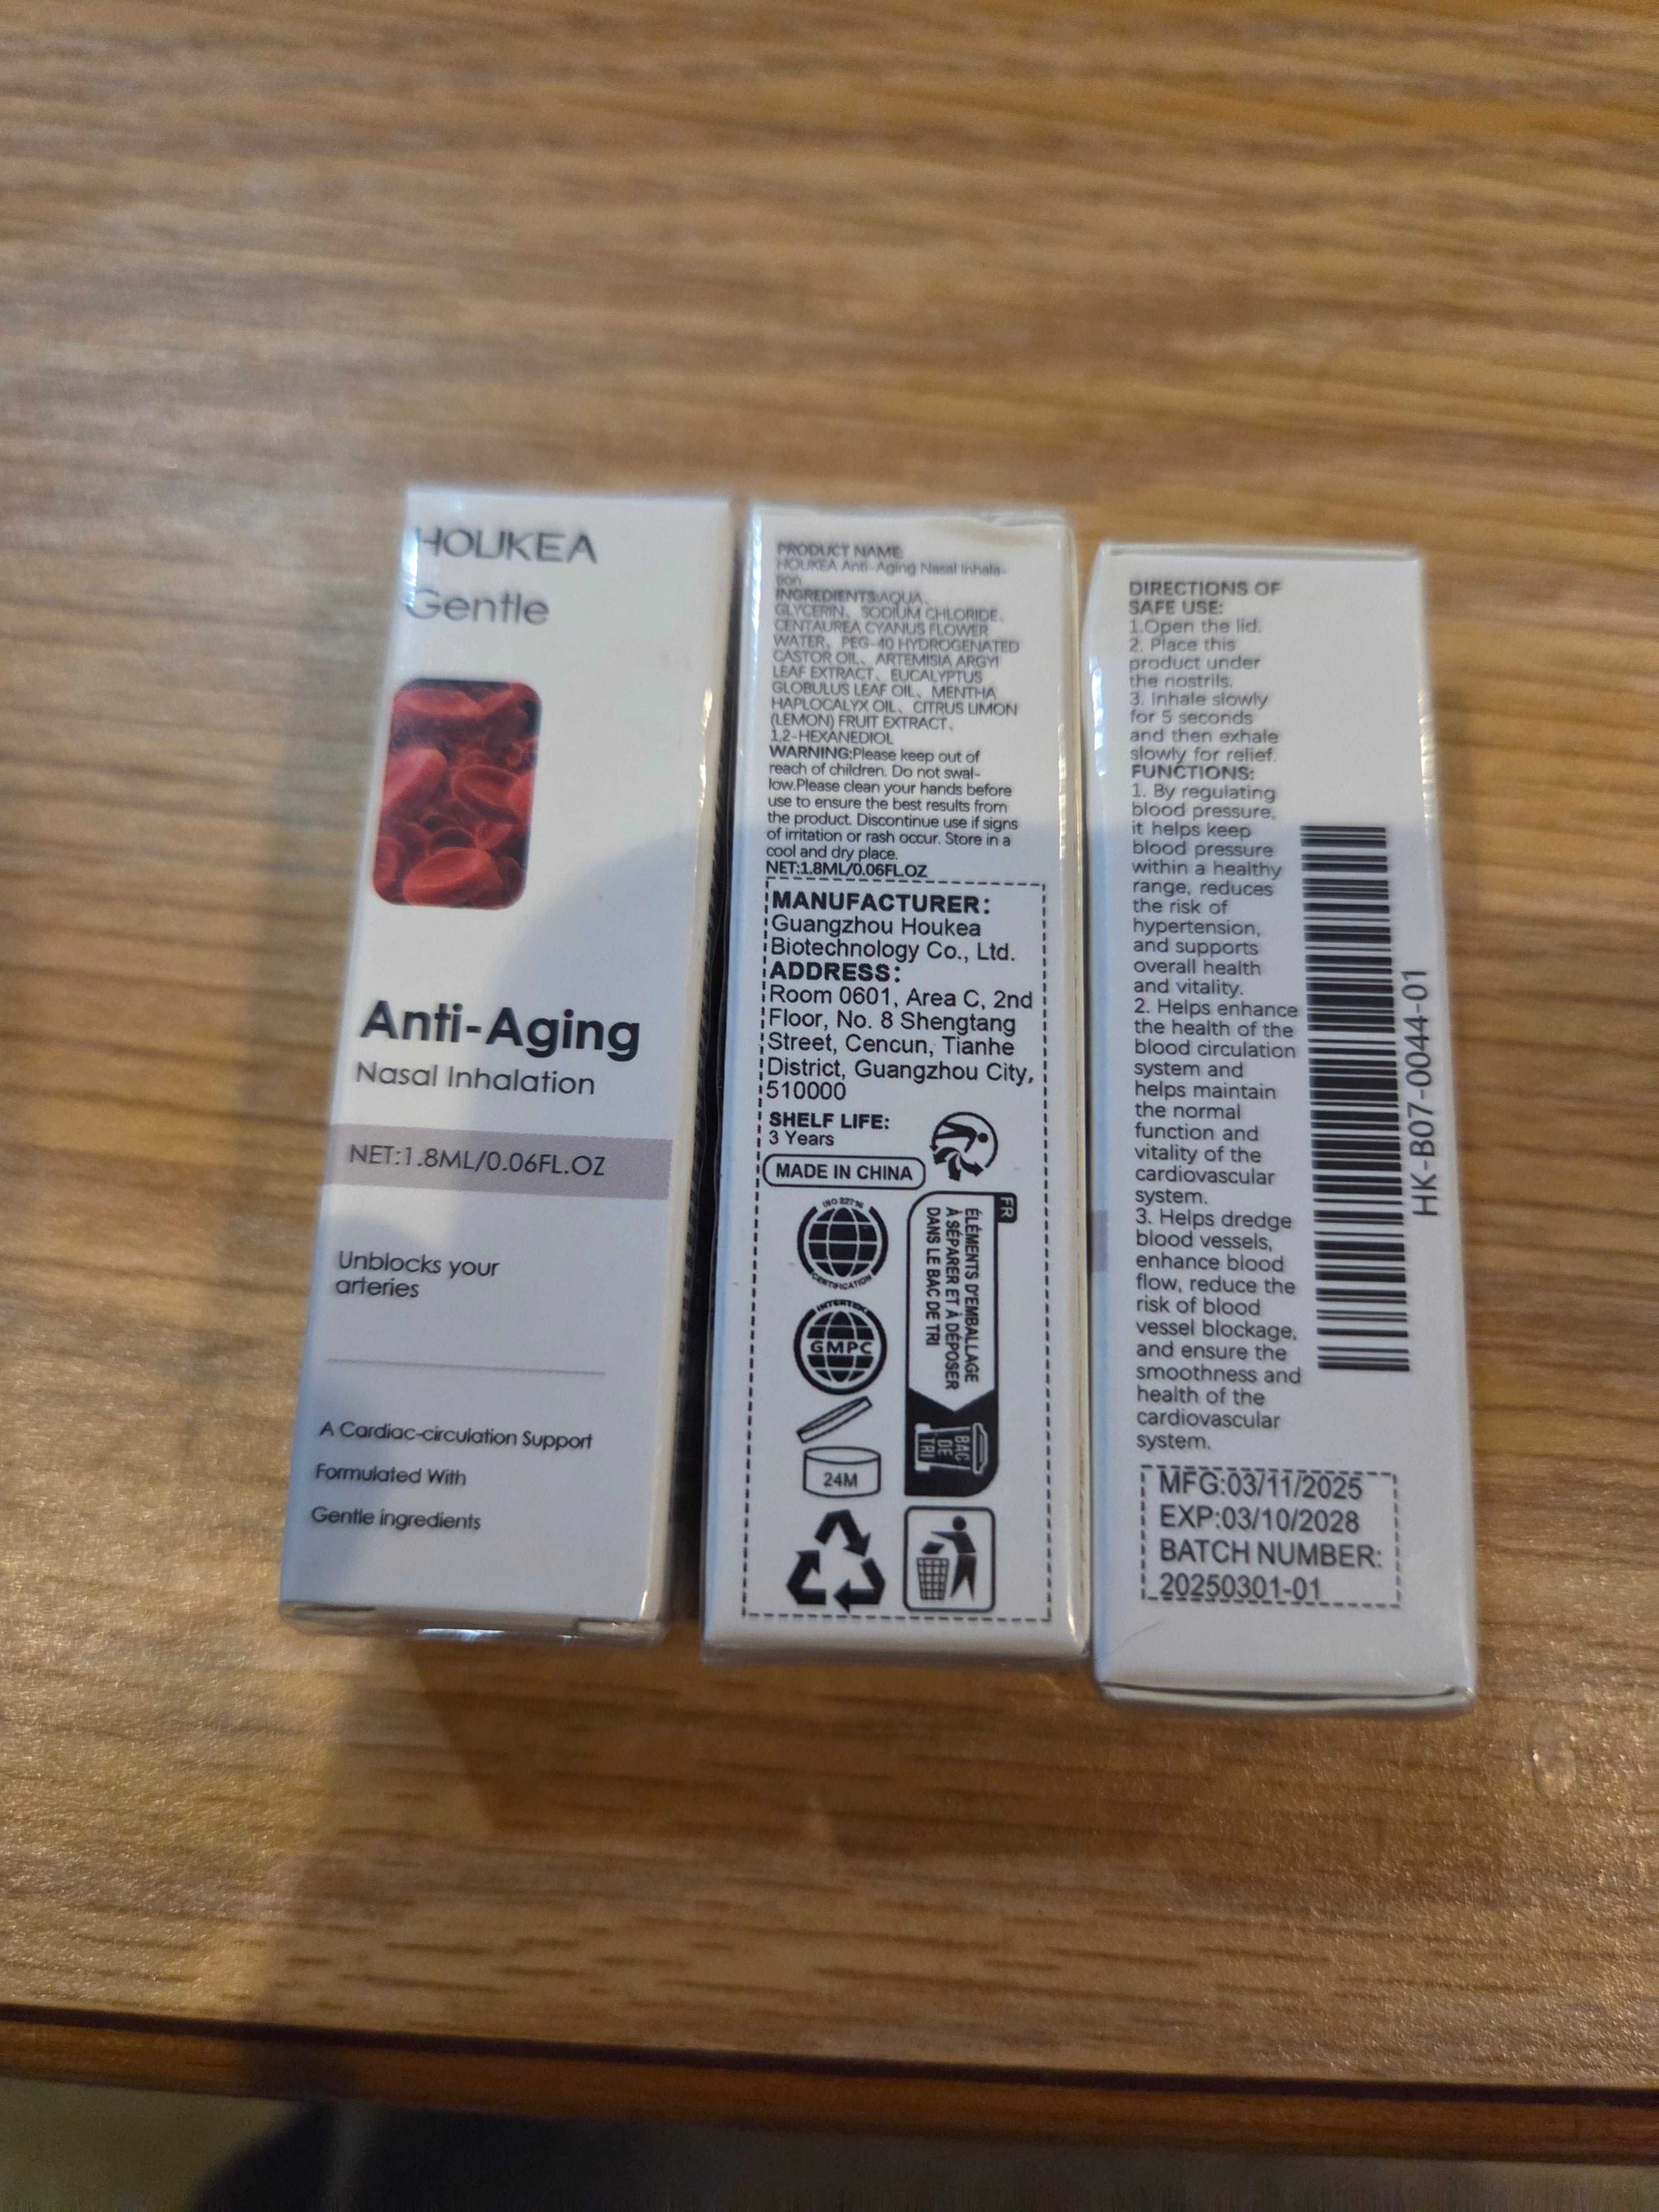 HOUKEA
Gentle
Anti-Aging
Nasal Inhalation
NET:1.8ML/0.06FL.OZ
Unblocks your
arteries
A Cardiac-circulation Support
Formulated With
Gentle ingredients
PRODUCT NAME:
HOUKEA Anti-Aging Nasal Inhala-
tion
INGREDIENTS:AQUA、
GLYCERIN、SODIUM CHLORIDE、
CENTAUREA CYANUS FLOWER
WATER、PEG-40 HYDROGENATED
CASTOR OIL、ARTEMISIA ARGYI
LEAF EXTRACT、EUCALYPTUS
GLOBULUS LEAF OIL、MENTHA
HAPLOCALYX OIL、CITRUS LIMON
(LEMON) FRUIT EXTRACT、
1,2-HEXANEDIOL
WARNING:Please keep out of
reach of children. Do not swal-
low.Please clean your hands before
use to ensure the best results from
the product. Discontinue use if signs
of irritation or rash occur. Store in a
cool and dry place.
NET:1.8ML/0.06FL.OZ
MANUFACTURER:
Guangzhou Houkea
Biotechnology Co., Ltd.
ADDRESS:
Room 0601, Area C, 2nd
Floor, No. 8 Shengtang
Street, Cencun, Tianhe
District, Guangzhou City,
510000
SHELF LIFE:
3 Years
MADE IN CHINA
ISO 22716
CERTIFICATION
INTERTEK
GMPC
24M
FR
ÉLÉMENTS D'EMBALLAGE
À SÉPARER ET À DÉPOSER
DANS LE BAC DE TRI
BAC
DE
TRI
DIRECTIONS OF
SAFE USE:
1.Open the lid.
2. Place this
product under
the nostrils.
3. Inhale slowly
for 5 seconds
and then exhale
slowly for relief.
FUNCTIONS:
1. By regulating
blood pressure,
it helps keep
blood pressure
within a healthy
range, reduces
the risk of
hypertension,
and supports
overall health
and vitality.
2. Helps enhance
the health of the
blood circulation
system and
helps maintain
the normal
function and
vitality of the
cardiovascular
system.
3. Helps dredge
blood vessels,
enhance blood
flow, reduce the
risk of blood
vessel blockage,
and ensure the
smoothness and
health of the
cardiovascular
system.
HK-B07-0044-01
MFG:03/11/2025
EXP:03/10/2028
BATCH NUMBER:
20250301-01